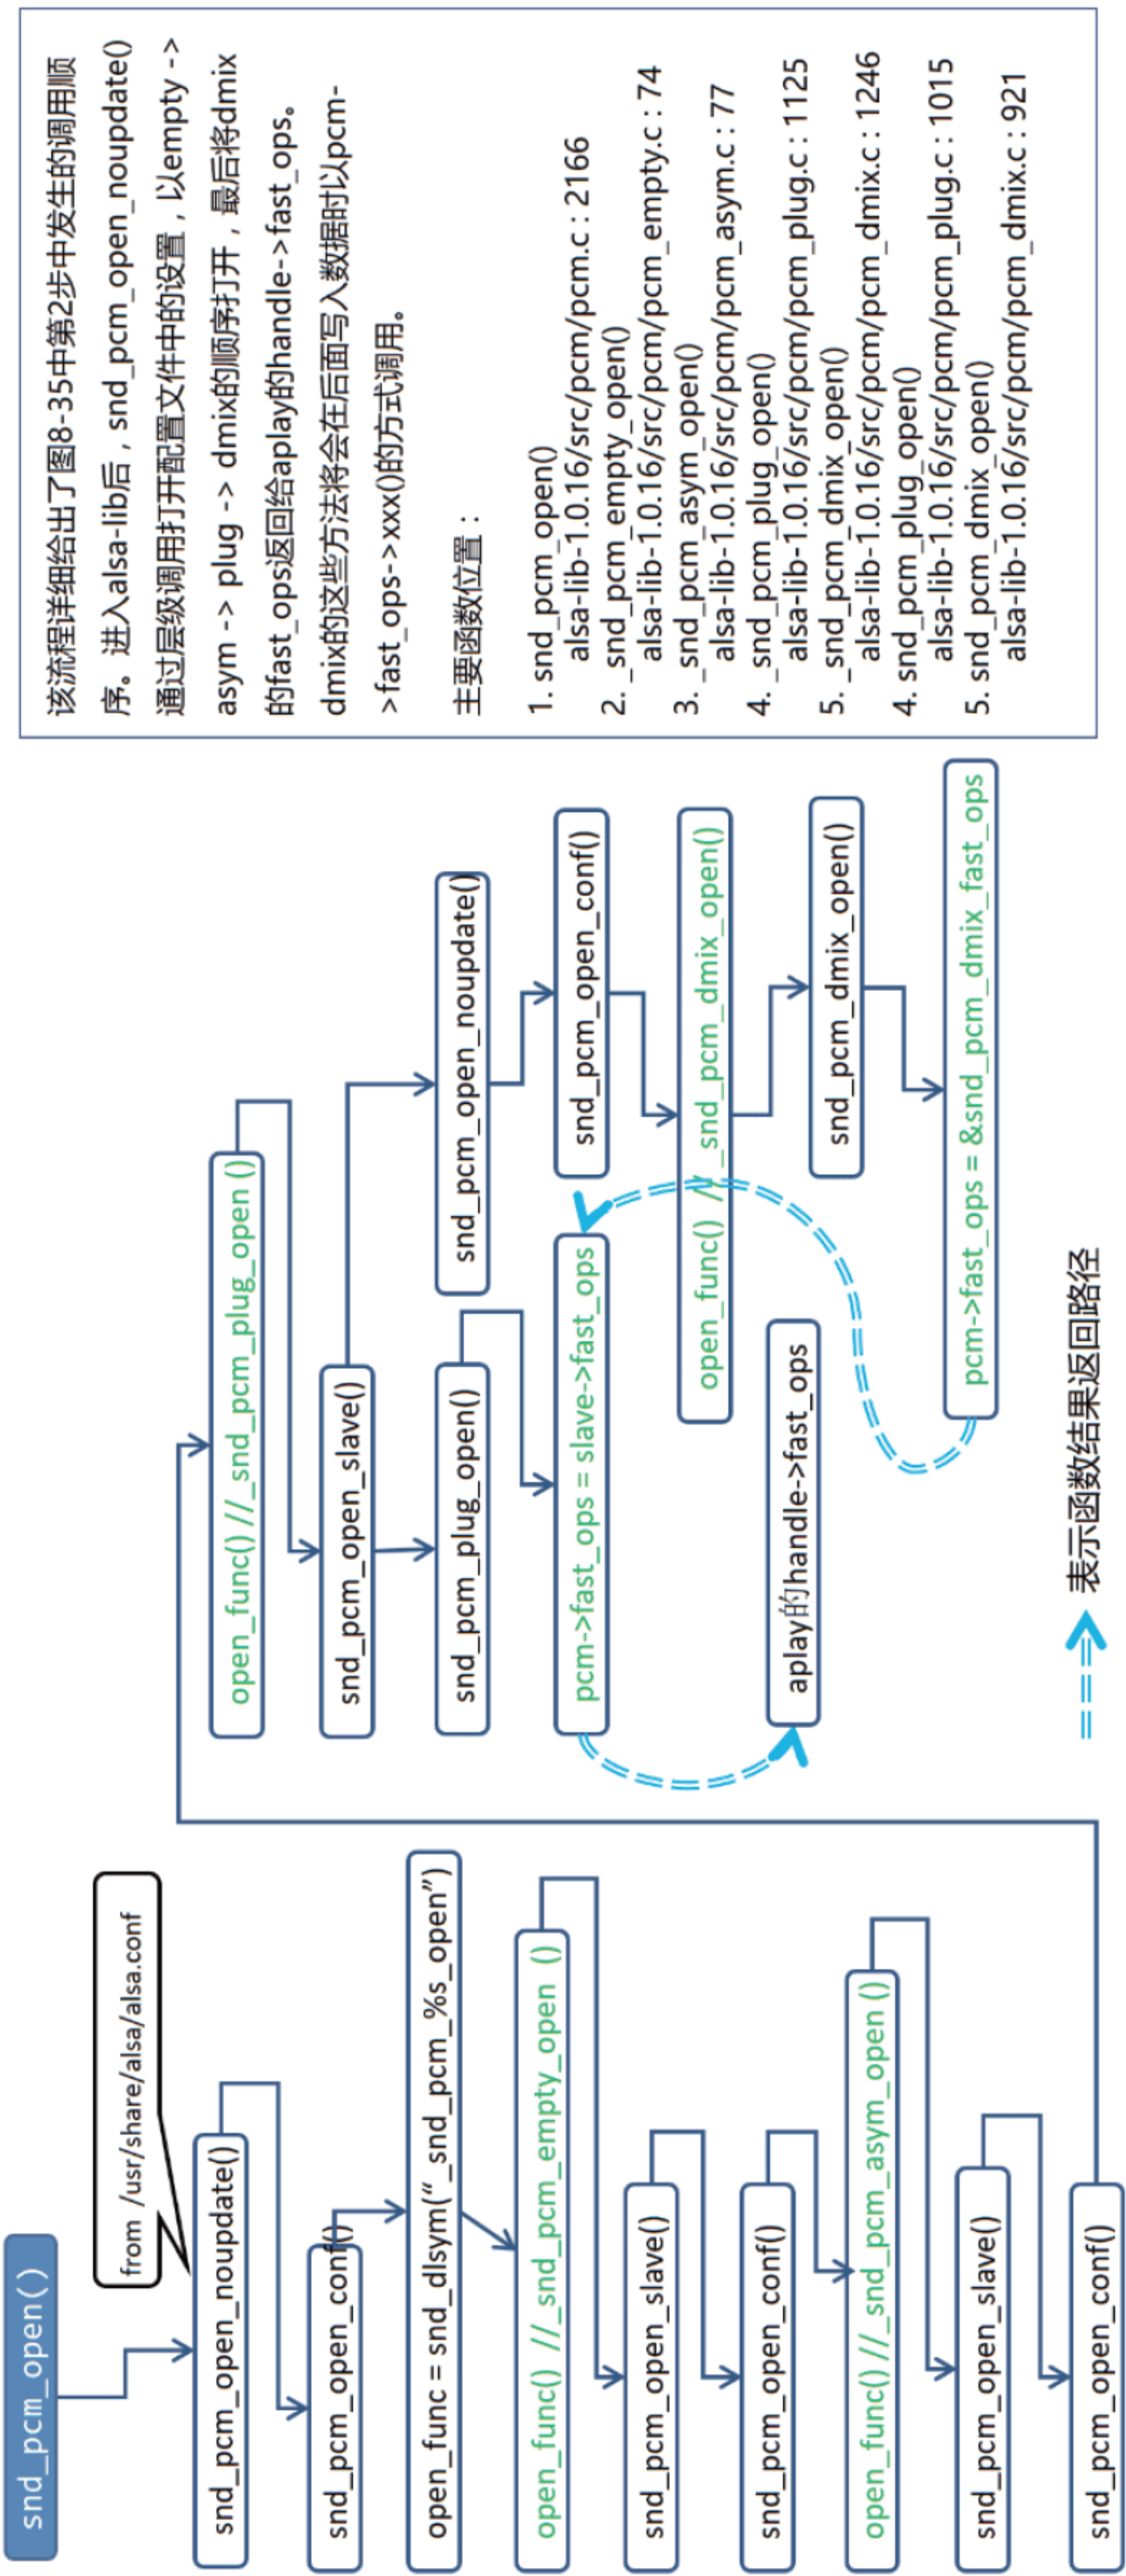 snd_pcm_open()
from /usr/share/alsa/alsa.conf
snd_pcm_open_noupdate()
snd_pcm_open_conf()
open_func = snd_dlsym(“_snd_pcm_%s_open”)
open_func() //_snd_pcm_empty_open ()
snd_pcm_open_slave()
snd_pcm_open_conf()
open_func() //_snd_pcm_asym_open ()
snd_pcm_open_slave()
snd_pcm_open_conf()
open_func() //_snd_pcm_plug_open ()
snd_pcm_open_slave()
snd_pcm_plug_open()
snd_pcm_open_noupdate()
pcm->fast_ops = slave->fast_ops
snd_pcm_open_conf()
open_func() // _snd_pcm_dmix_open()
aplay的handle->fast_ops
snd_pcm_dmix_open()
pcm->fast_ops = &snd_pcm_dmix_fast_ops
表示函数结果返回路径
该流程详细给出了图8-35中第2步中发生的调用顺
序。进入alsa-lib后，snd_pcm_open_noupdate()
通过层级调用打开配置文件中的设置，以empty ->
asym -> plug -> dmix的顺序打开，最后将dmix
的fast_ops返回给aplay的handle->fast_ops。
dmix的这些方法将会在后面写入数据时以pcm-
>fast_ops->xxx()的方式调用。
主要函数位置：
1. snd_pcm_open()
alsa-lib-1.0.16/src/pcm/pcm.c : 2166
2. _snd_pcm_empty_open()
alsa-lib-1.0.16/src/pcm/pcm_empty.c : 74
3. _snd_pcm_asym_open()
alsa-lib-1.0.16/src/pcm/pcm_asym.c : 77
4. _snd_pcm_plug_open()
alsa-lib-1.0.16/src/pcm/pcm_plug.c : 1125
5. _snd_pcm_dmix_open()
alsa-lib-1.0.16/src/pcm/pcm_dmix.c : 1246
4. snd_pcm_plug_open()
alsa-lib-1.0.16/src/pcm/pcm_plug.c : 1015
5. snd_pcm_dmix_open()
alsa-lib-1.0.16/src/pcm/pcm_dmix.c : 921